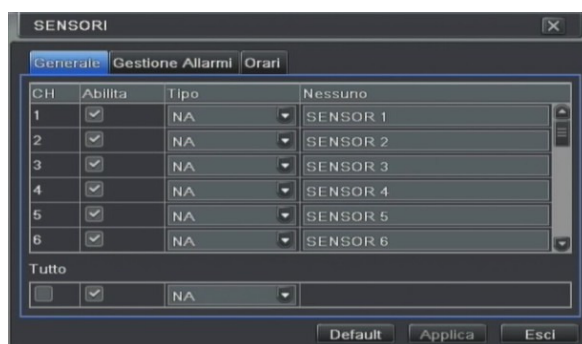 SENSORI
Generale Gestione Allarmi Orari
CH Abilita Tipo Nessuno
1 NA SENSOR 1
2 NA SENSOR 2
3 NA SENSOR 3
4 NA SENSOR 4
5 NA SENSOR 5
6 NA SENSOR 6
Tutto
NA
Default Applica Esci